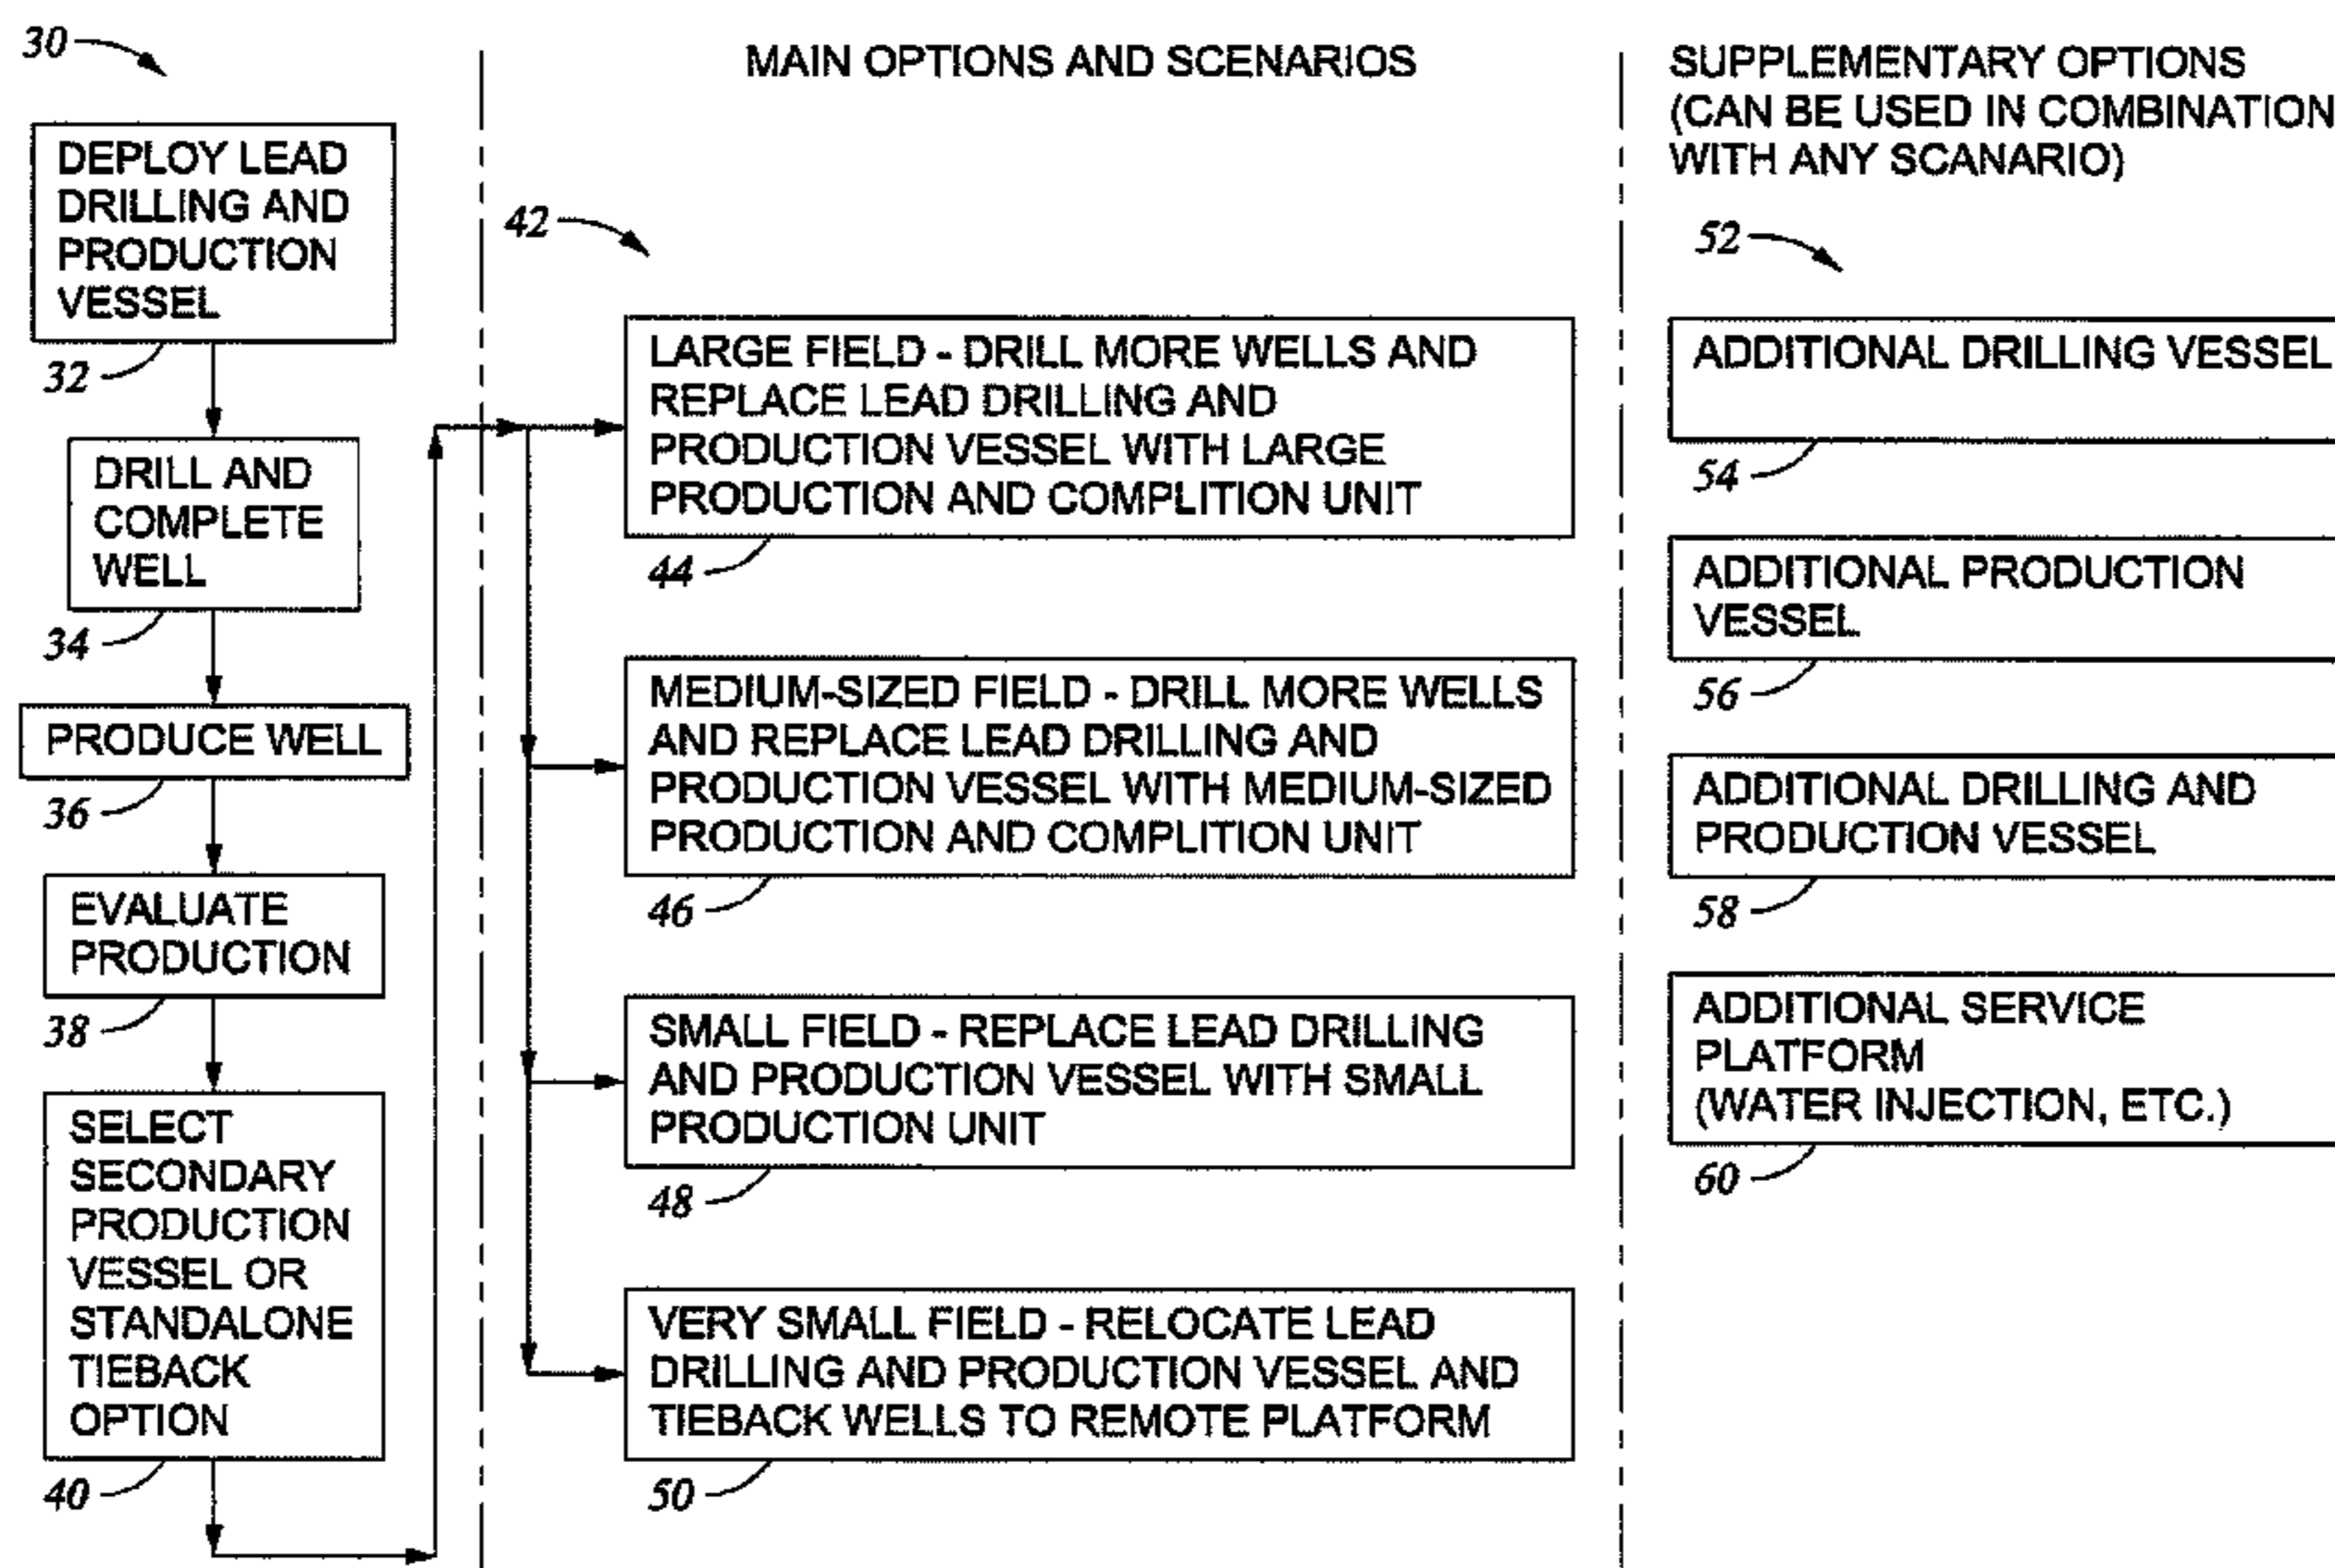 30
DEPLOY LEAD
DRILLING AND
PRODUCTION
VESSEL
32
DRILL AND
COMPLETE
WELL
34
PRODUCE WELL
36
EVALUATE
PRODUCTION
38
SELECT
SECONDARY
PRODUCTION
VESSEL OR
STANDALONE
TIEBACK
OPTION
40
MAIN OPTIONS AND SCENARIOS
42
LARGE FIELD - DRILL MORE WELLS AND
REPLACE LEAD DRILLING AND
PRODUCTION VESSEL WITH LARGE
PRODUCTION AND COMPLITION UNIT
44
MEDIUM-SIZED FIELD - DRILL MORE WELLS
AND REPLACE LEAD DRILLING AND
PRODUCTION VESSEL WITH MEDIUM-SIZED
PRODUCTION AND COMPLITION UNIT
46
SMALL FIELD - REPLACE LEAD DRILLING
AND PRODUCTION VESSEL WITH SMALL
PRODUCTION UNIT
48
VERY SMALL FIELD - RELOCATE LEAD
DRILLING AND PRODUCTION VESSEL AND
TIEBACK WELLS TO REMOTE PLATFORM
50
SUPPLEMENTARY OPTIONS
(CAN BE USED IN COMBINATION
WITH ANY SCANARIO)
52
ADDITIONAL DRILLING VESSEL
54
ADDITIONAL PRODUCTION
VESSEL
56
ADDITIONAL DRILLING AND
PRODUCTION VESSEL
58
ADDITIONAL SERVICE
PLATFORM
(WATER INJECTION, ETC.)
60